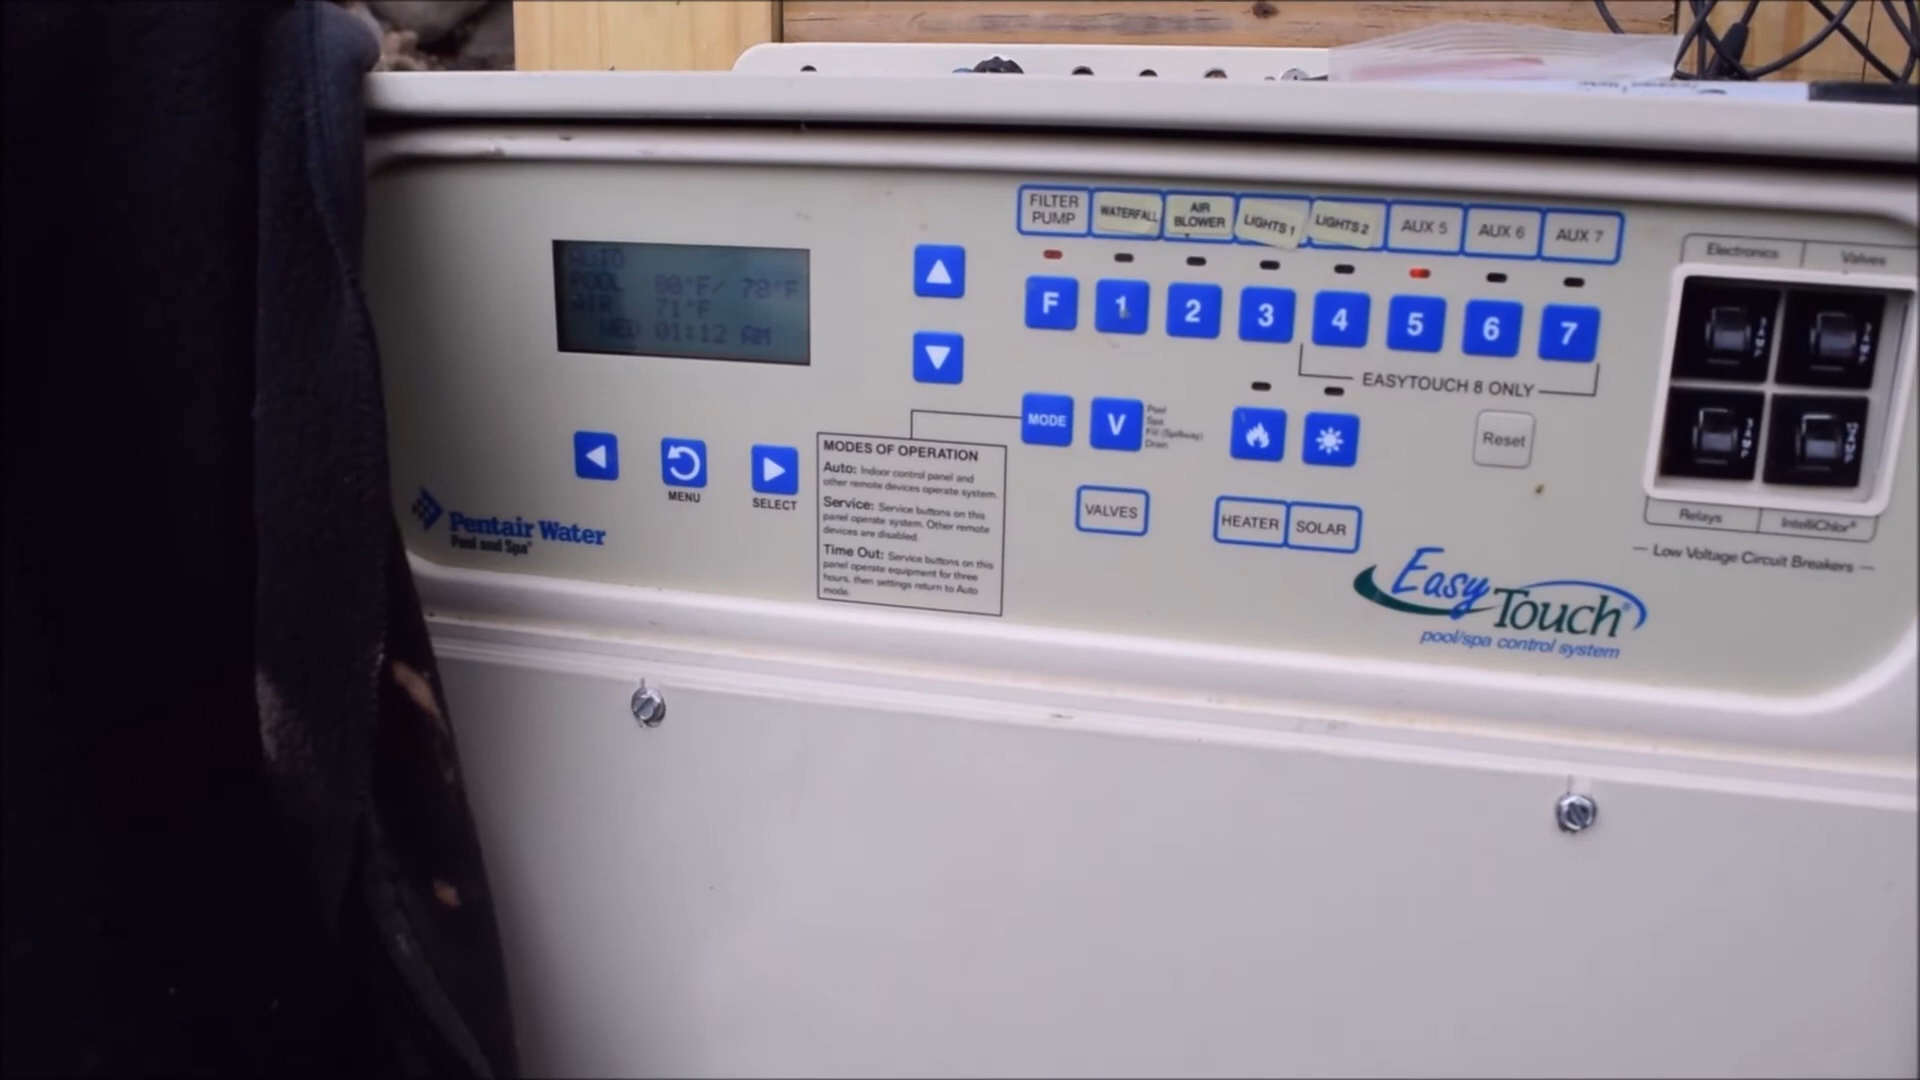 FILTER
PUMP
WATERFALL
AIR
BLOWER
LIGHTS 1
LIGHTS 2
AUX 5
AUX 6
AUX 7
Electronics
Valves
AUTO
POOL 80°F/ 70°F
AIR 71°F
WED 01:12 AM
F
1
2
3
4
5
6
7
EASYTOUCH 8 ONLY
MODE
V
Pool
Spa
Fill (Spillway)
Drain
Reset
MENU
SELECT
MODES OF OPERATION
Auto: Indoor control panel and
other remote devices operate system.
Service: Service buttons on this
panel operate system. Other remote
devices are disabled.
Time Out: Service buttons on this
panel operate equipment for three
hours, then settings return to Auto
mode.
VALVES
HEATER
SOLAR
Relays
IntelliChlor®
Low Voltage Circuit Breakers
Pentair Water
Pool and Spa®
EasyTouch®
pool/spa control system